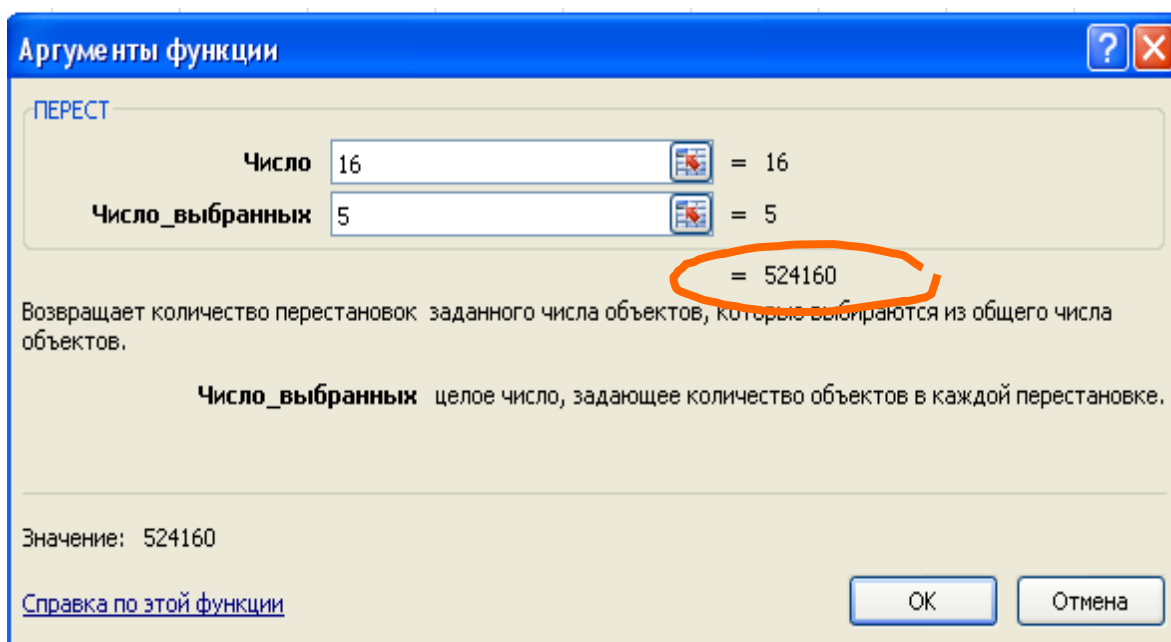 Аргументы функции
ПЕРЕСТ
Число 16 = 16
Число_выбранных 5 = 5
= 524160
Возвращает количество перестановок заданного числа объектов, которые выбираются из общего числа
объектов.
Число_выбранных целое число, задающее количество объектов в каждой перестановке.
Значение: 524160
Справка по этой функции
ОК
Отмена